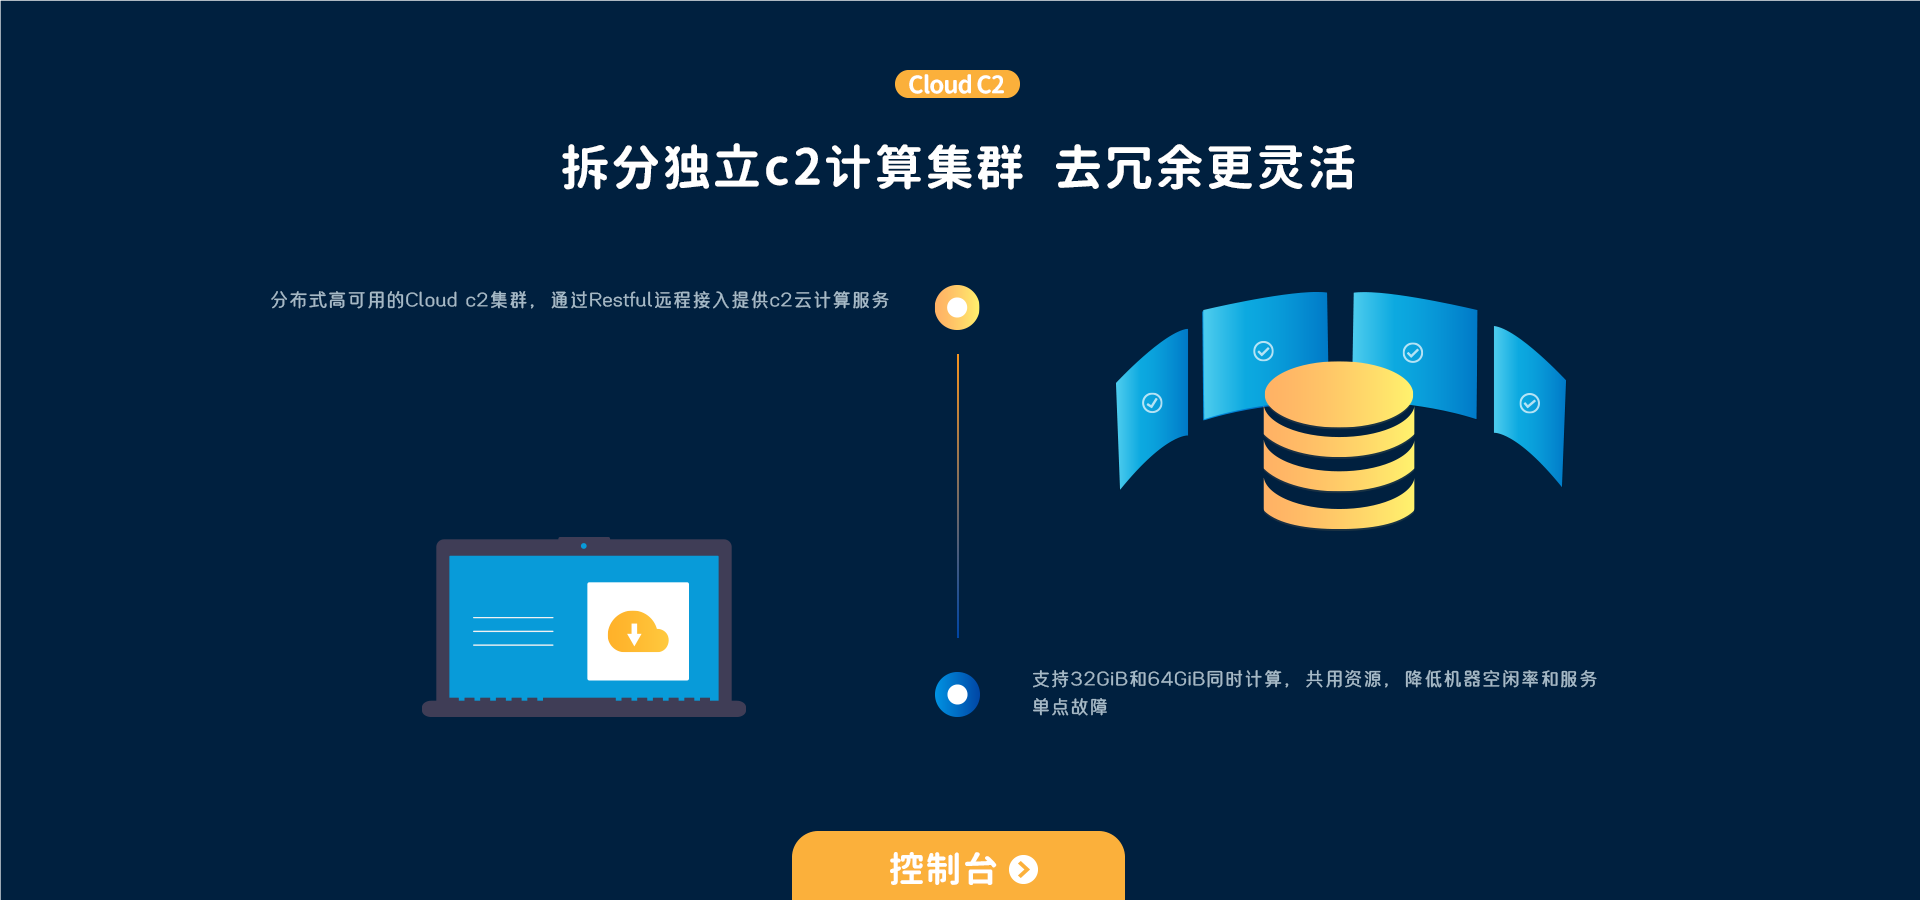 Cloud C2
拆分独立c2计算集群 去冗余更灵活
分布式高可用的Cloud c2集群，通过Restful远程接入提供c2云计算服务
支持32GiB和64GiB同时计算，共用资源，降低机器空闲率和服务
单点故障
控制台